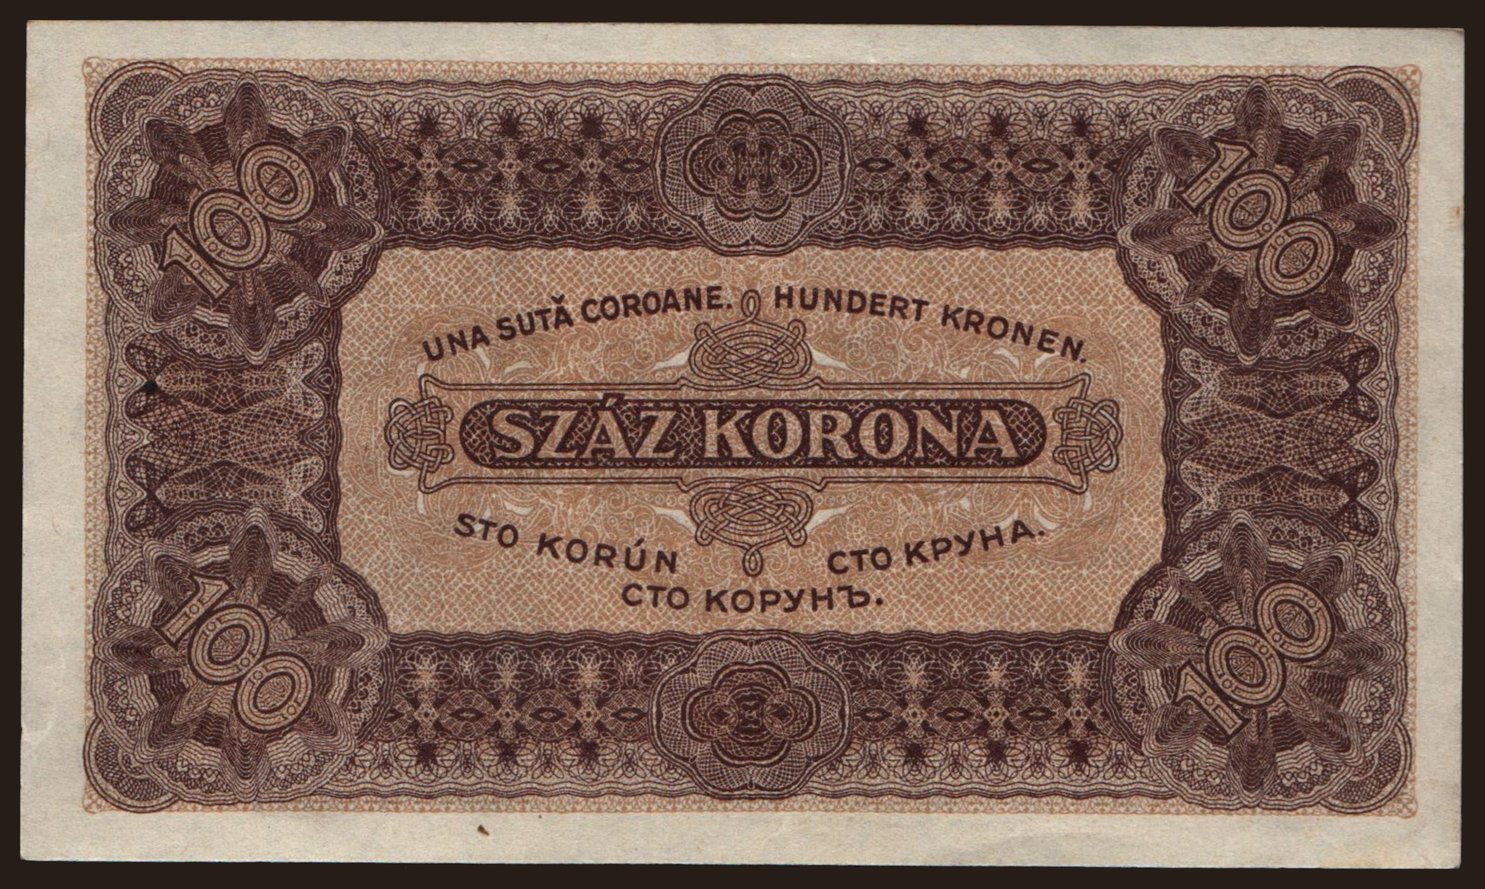 100
100
UNA SUTĂ COROANE. HUNDERT KRONEN.
SZÁZ KORONA
STO KORÚN
СТО КРУНА.
СТО КОРУНЪ.
100
100